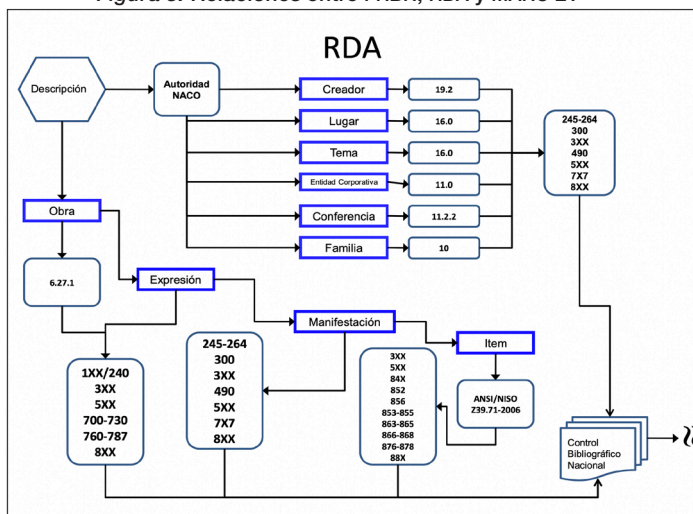 RDA
Descripción
Autoridad
NACO
Creador
19.2
Lugar
16.0
Tema
16.0
Entidad Corporativa
11.0
Conferencia
11.2.2
Familia
10
245-264
300
3XX
490
5XX
7X7
8XX
Obra
6.27.1
Expresión
Manifestación
Item
1XX/240
3XX
5XX
700-730
760-787
8XX
245-264
300
3XX
490
5XX
7X7
8XX
3XX
5XX
84X
852
856
853-855
863-865
866-868
876-878
88X
ANSI/NISO
Z39.71-2006
Control
Bibliográfico
Nacional